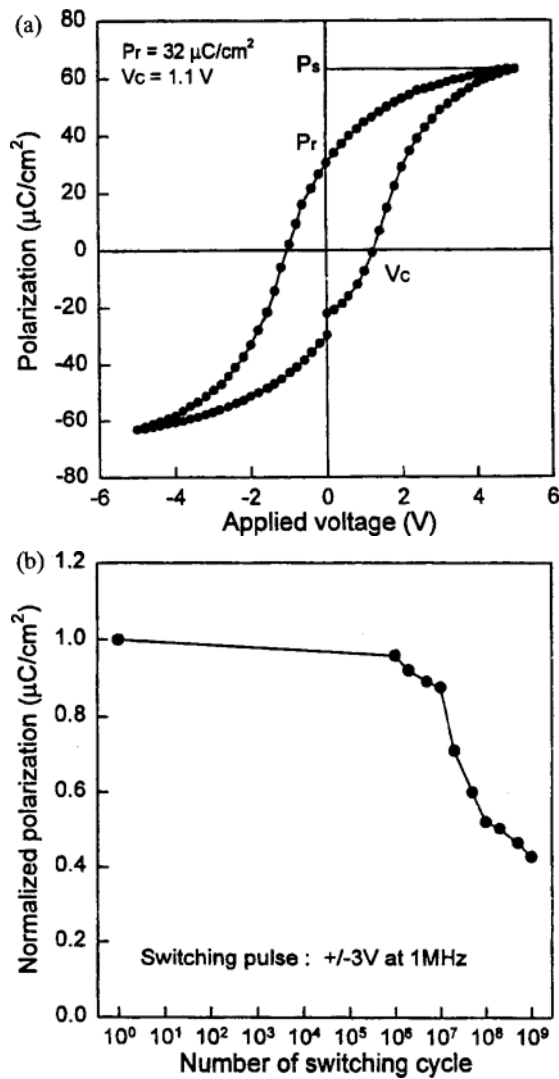 (a)
Pr = 32 μC/cm²
Vc = 1.1 V
Ps
Pr
Vc
Polarization (μC/cm²)
80
60
40
20
0
-20
-40
-60
-80
-6
-4
-2
0
2
4
6
Applied voltage (V)
(b)
Normalized polarization (μC/cm²)
1.2
1.0
0.8
0.6
0.4
0.2
0.0
Switching pulse : +/-3V at 1MHz
10⁰ 10¹ 10² 10³ 10⁴ 10⁵ 10⁶ 10⁷ 10⁸ 10⁹
Number of switching cycle